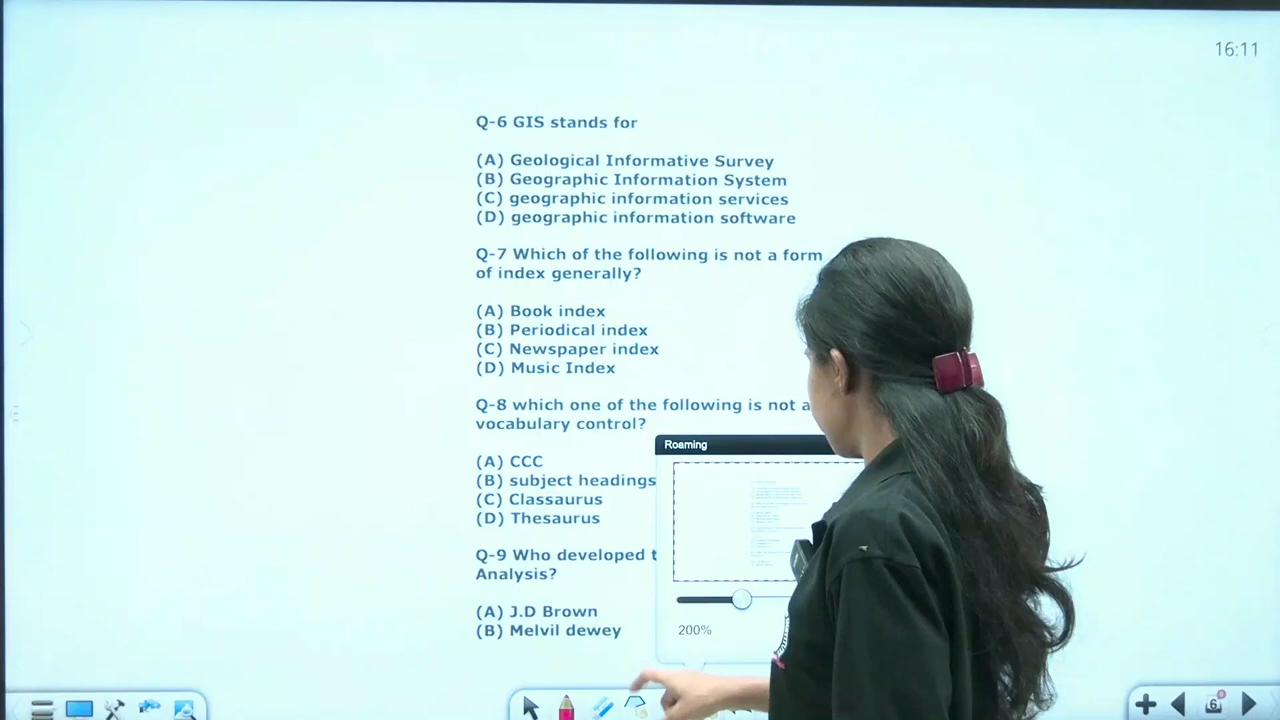 16:11
Q-6 GIS stands for
(A) Geological Informative Survey
(B) Geographic Information System
(C) geographic information services
(D) geographic information software
Q-7 Which of the following is not a form
of index generally?
(A) Book index
(B) Periodical index
(C) Newspaper index
(D) Music Index
Q-8 which one of the following is not a
vocabulary control?
(A) CCC
(B) subject headings
(C) Classaurus
(D) Thesaurus
Q-9 Who developed
Analysis?
(A) J.D Brown
(B) Melvil dewey
Roaming
200%
6